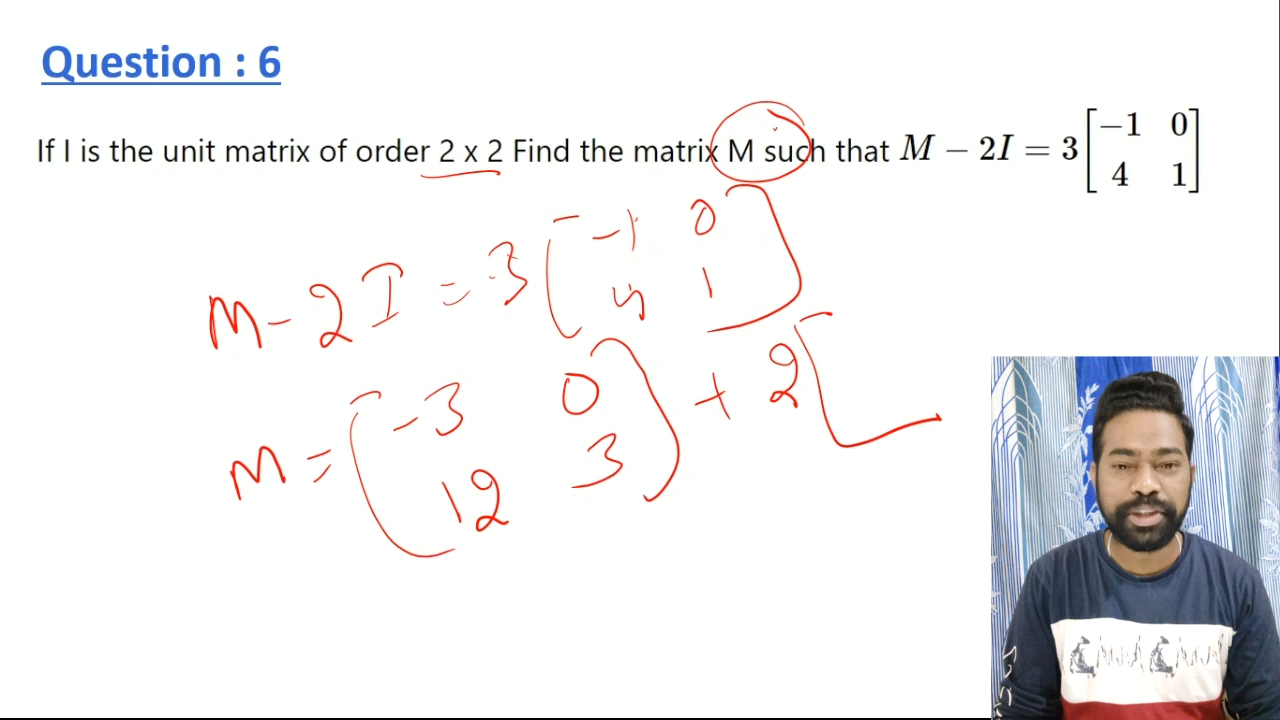 Question : 6
If I is the unit matrix of order 2 x 2 Find the matrix M such that M − 2I = 3 [ −1 0
4 1 ]
M - 2I = 3 [ -1 0
4 1 ]
M = [ -3 0
12 3 ] + 2 [